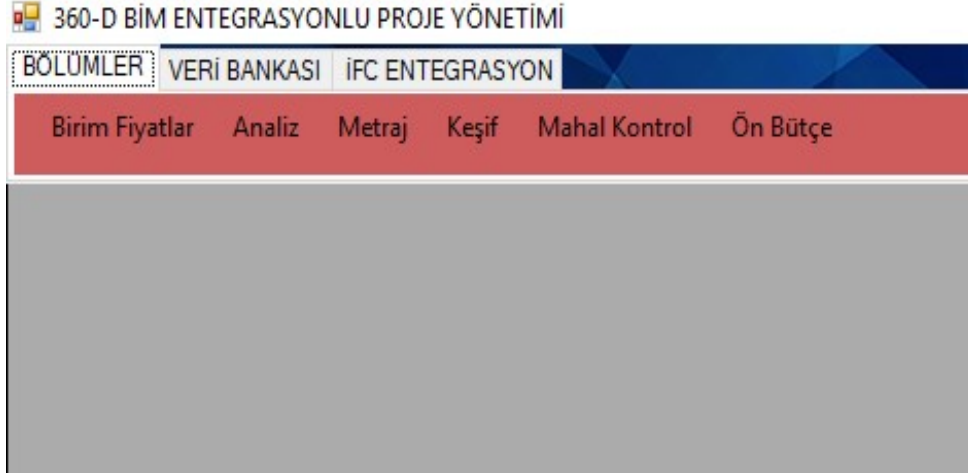 360-D BİM ENTEGRASYONLU PROJE YÖNETİMİ
BÖLÜMLER VERİ BANKASI İFC ENTEGRASYON
Birim Fiyatlar Analiz Metraj Keşif Mahal Kontrol Ön Bütçe